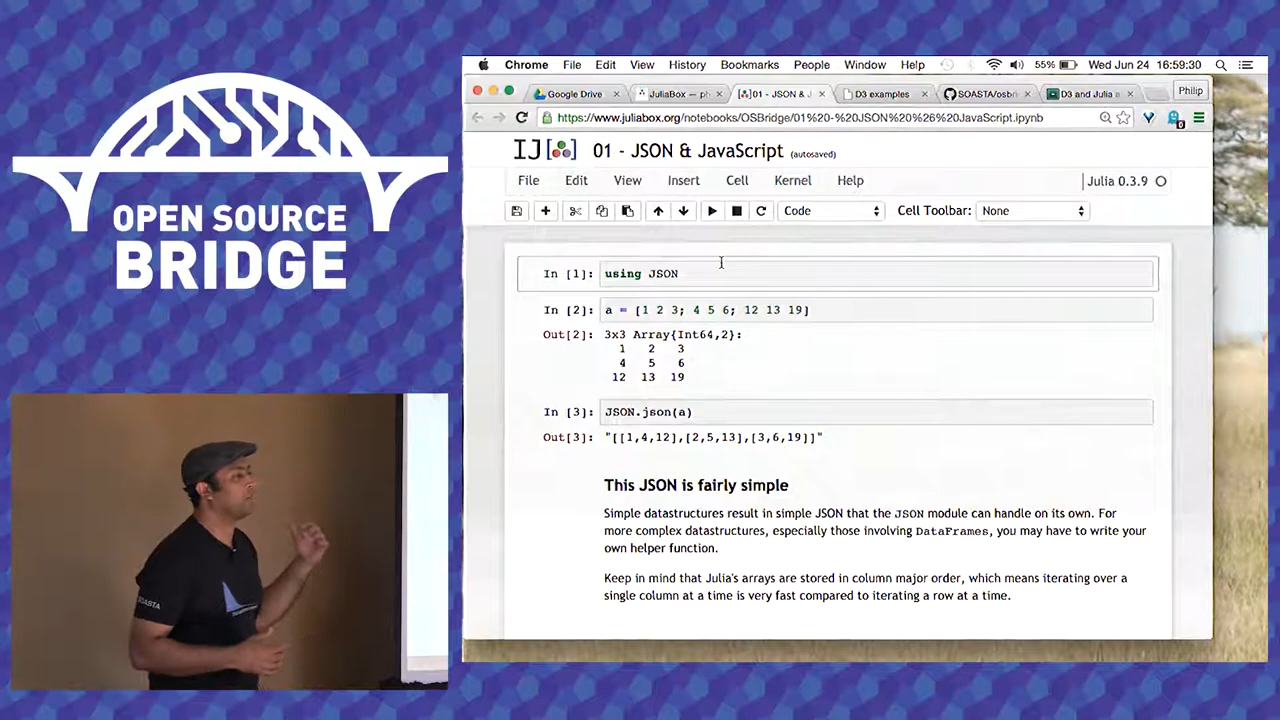 OPEN SOURCE
BRIDGE
SOASTA
Chrome File Edit View History Bookmarks People Window Help 55% Wed Jun 24 16:59:30
Google Drive JuliaBox — ph 01 - JSON & J D3 examples SOASTA/osbri D3 and Julia a Philip
https://www.juliabox.org/notebooks/OSBridge/01%20-%20JSON%20%26%20JavaScript.ipynb
0
IJ 01 - JSON & JavaScript (autosaved)
File Edit View Insert Cell Kernel Help Julia 0.3.9
Code Cell Toolbar: None
In [1]: using JSON
In [2]: a = [1 2 3; 4 5 6; 12 13 19]
Out[2]: 3x3 Array{Int64,2}:
1 2 3
4 5 6
12 13 19
In [3]: JSON.json(a)
Out[3]: "[[1,4,12],[2,5,13],[3,6,19]]"
This JSON is fairly simple
Simple datastructures result in simple JSON that the JSON module can handle on its own. For
more complex datastructures, especially those involving DataFrames, you may have to write your
own helper function.
Keep in mind that Julia's arrays are stored in column major order, which means iterating over a
single column at a time is very fast compared to iterating a row at a time.